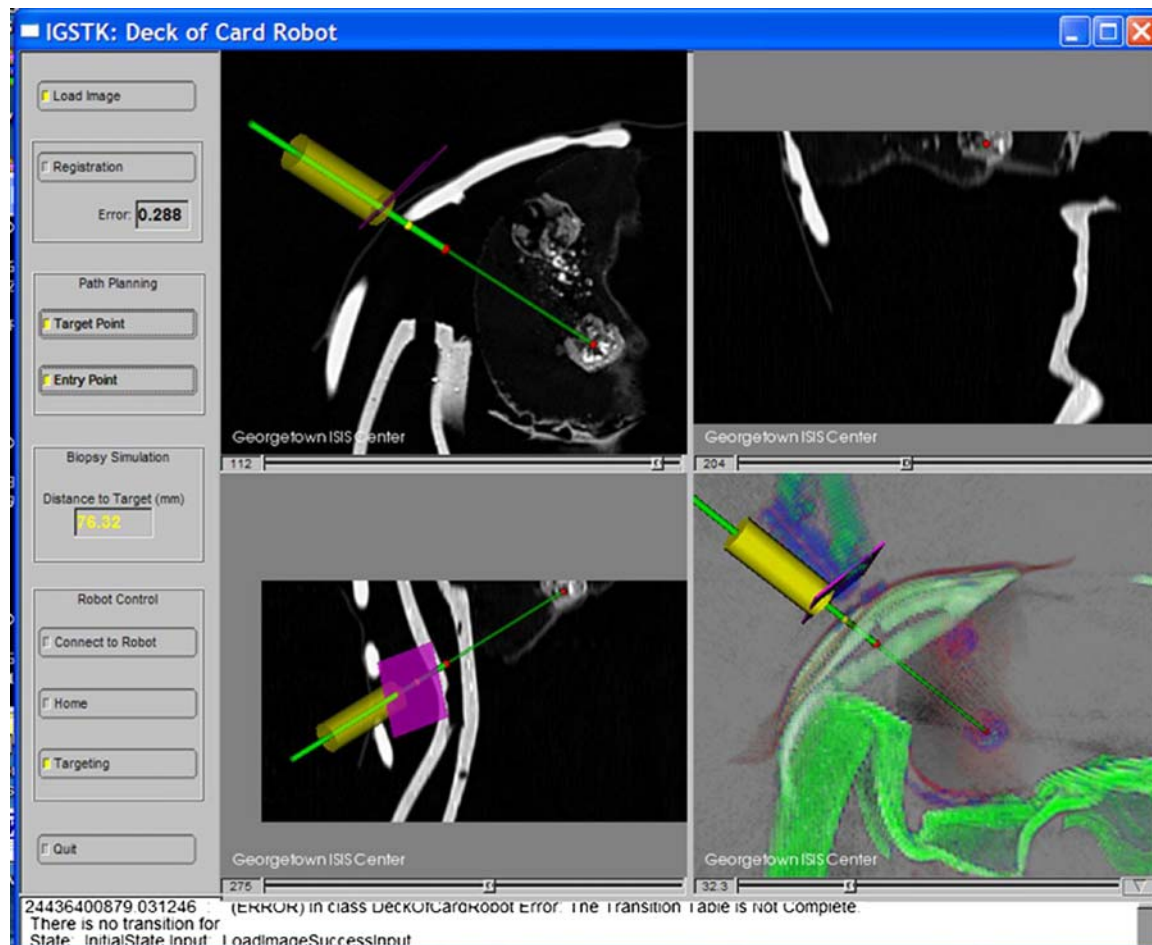 IGSTK: Deck of Card Robot
Load Image
Registration
Error: 0.288
Path Planning
Target Point
Entry Point
Biopsy Simulation
Distance to Target (mm)
76.32
Robot Control
Connect to Robot
Home
Targeting
Quit
Georgetown ISIS Center
112
Georgetown ISIS Center
204
Georgetown ISIS Center
275
Georgetown ISIS Center
32.3
24436400879.031246 : (ERROR) In class DeckOfCardRobot Error: The Transition Table is Not Complete.
There is no transition for
State: InitialState Input: LoadImageSuccessInput